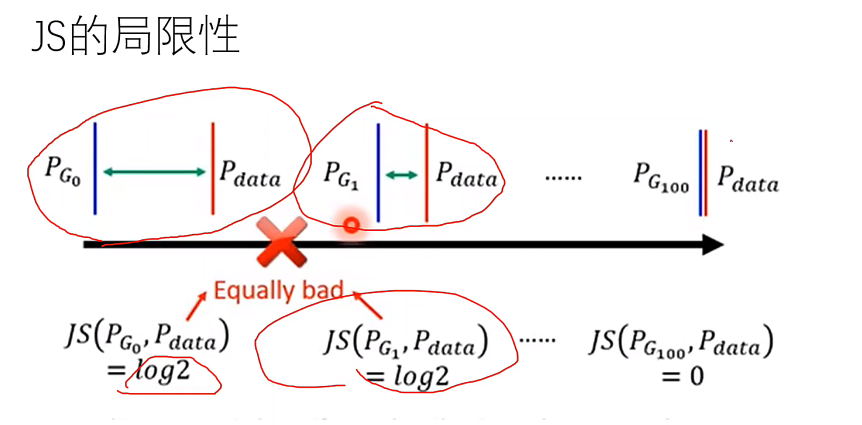 JS的局限性
P_{G_0} P_{data} P_{G_1} P_{data} ...... P_{G_{100}} P_{data}
Equally bad
JS(P_{G_0}, P_{data}) JS(P_{G_1}, P_{data}) ...... JS(P_{G_{100}}, P_{data})
= log2 = log2 = 0